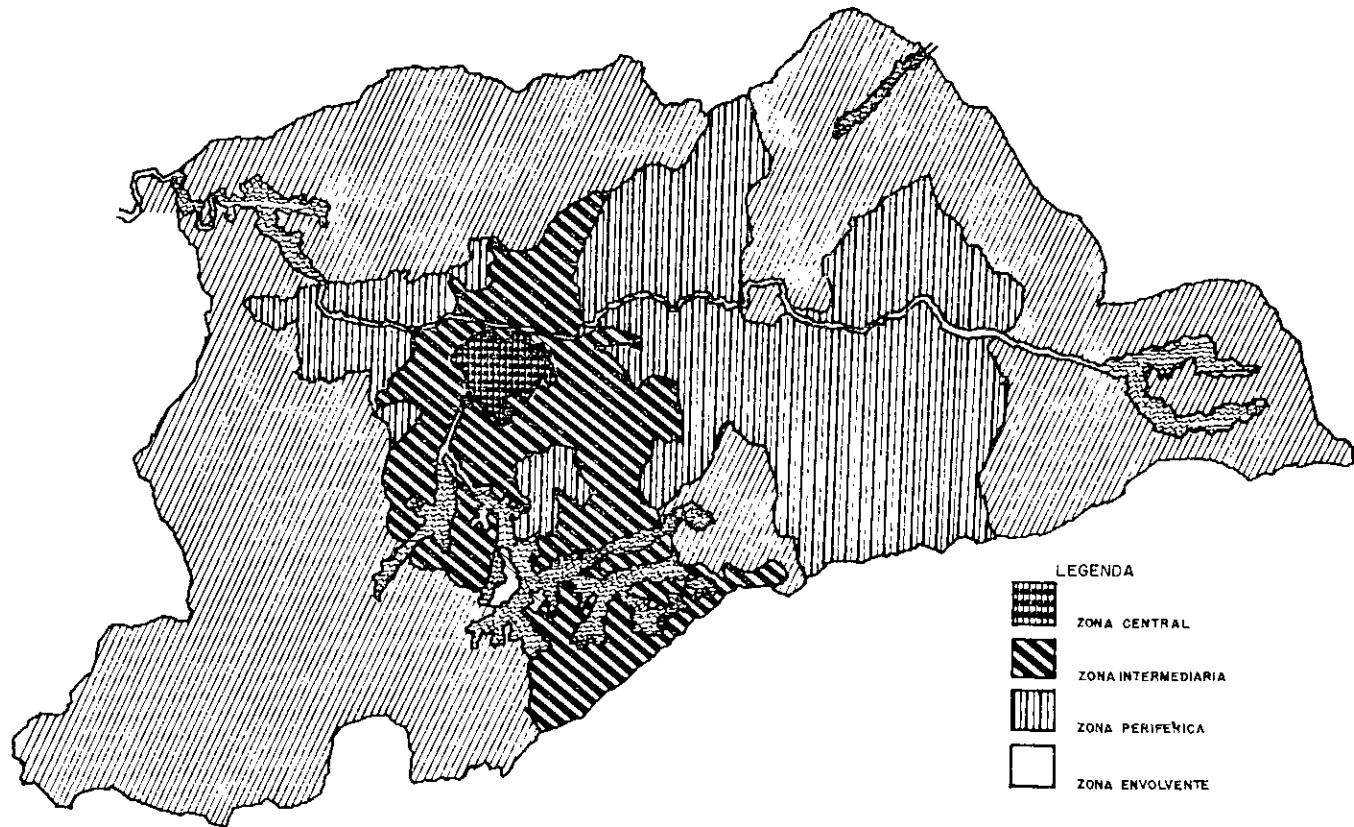 LEGENDA
ZONA CENTRAL
ZONA INTERMEDIARIA
ZONA PERIFERICA
ZONA ENVOLVENTE